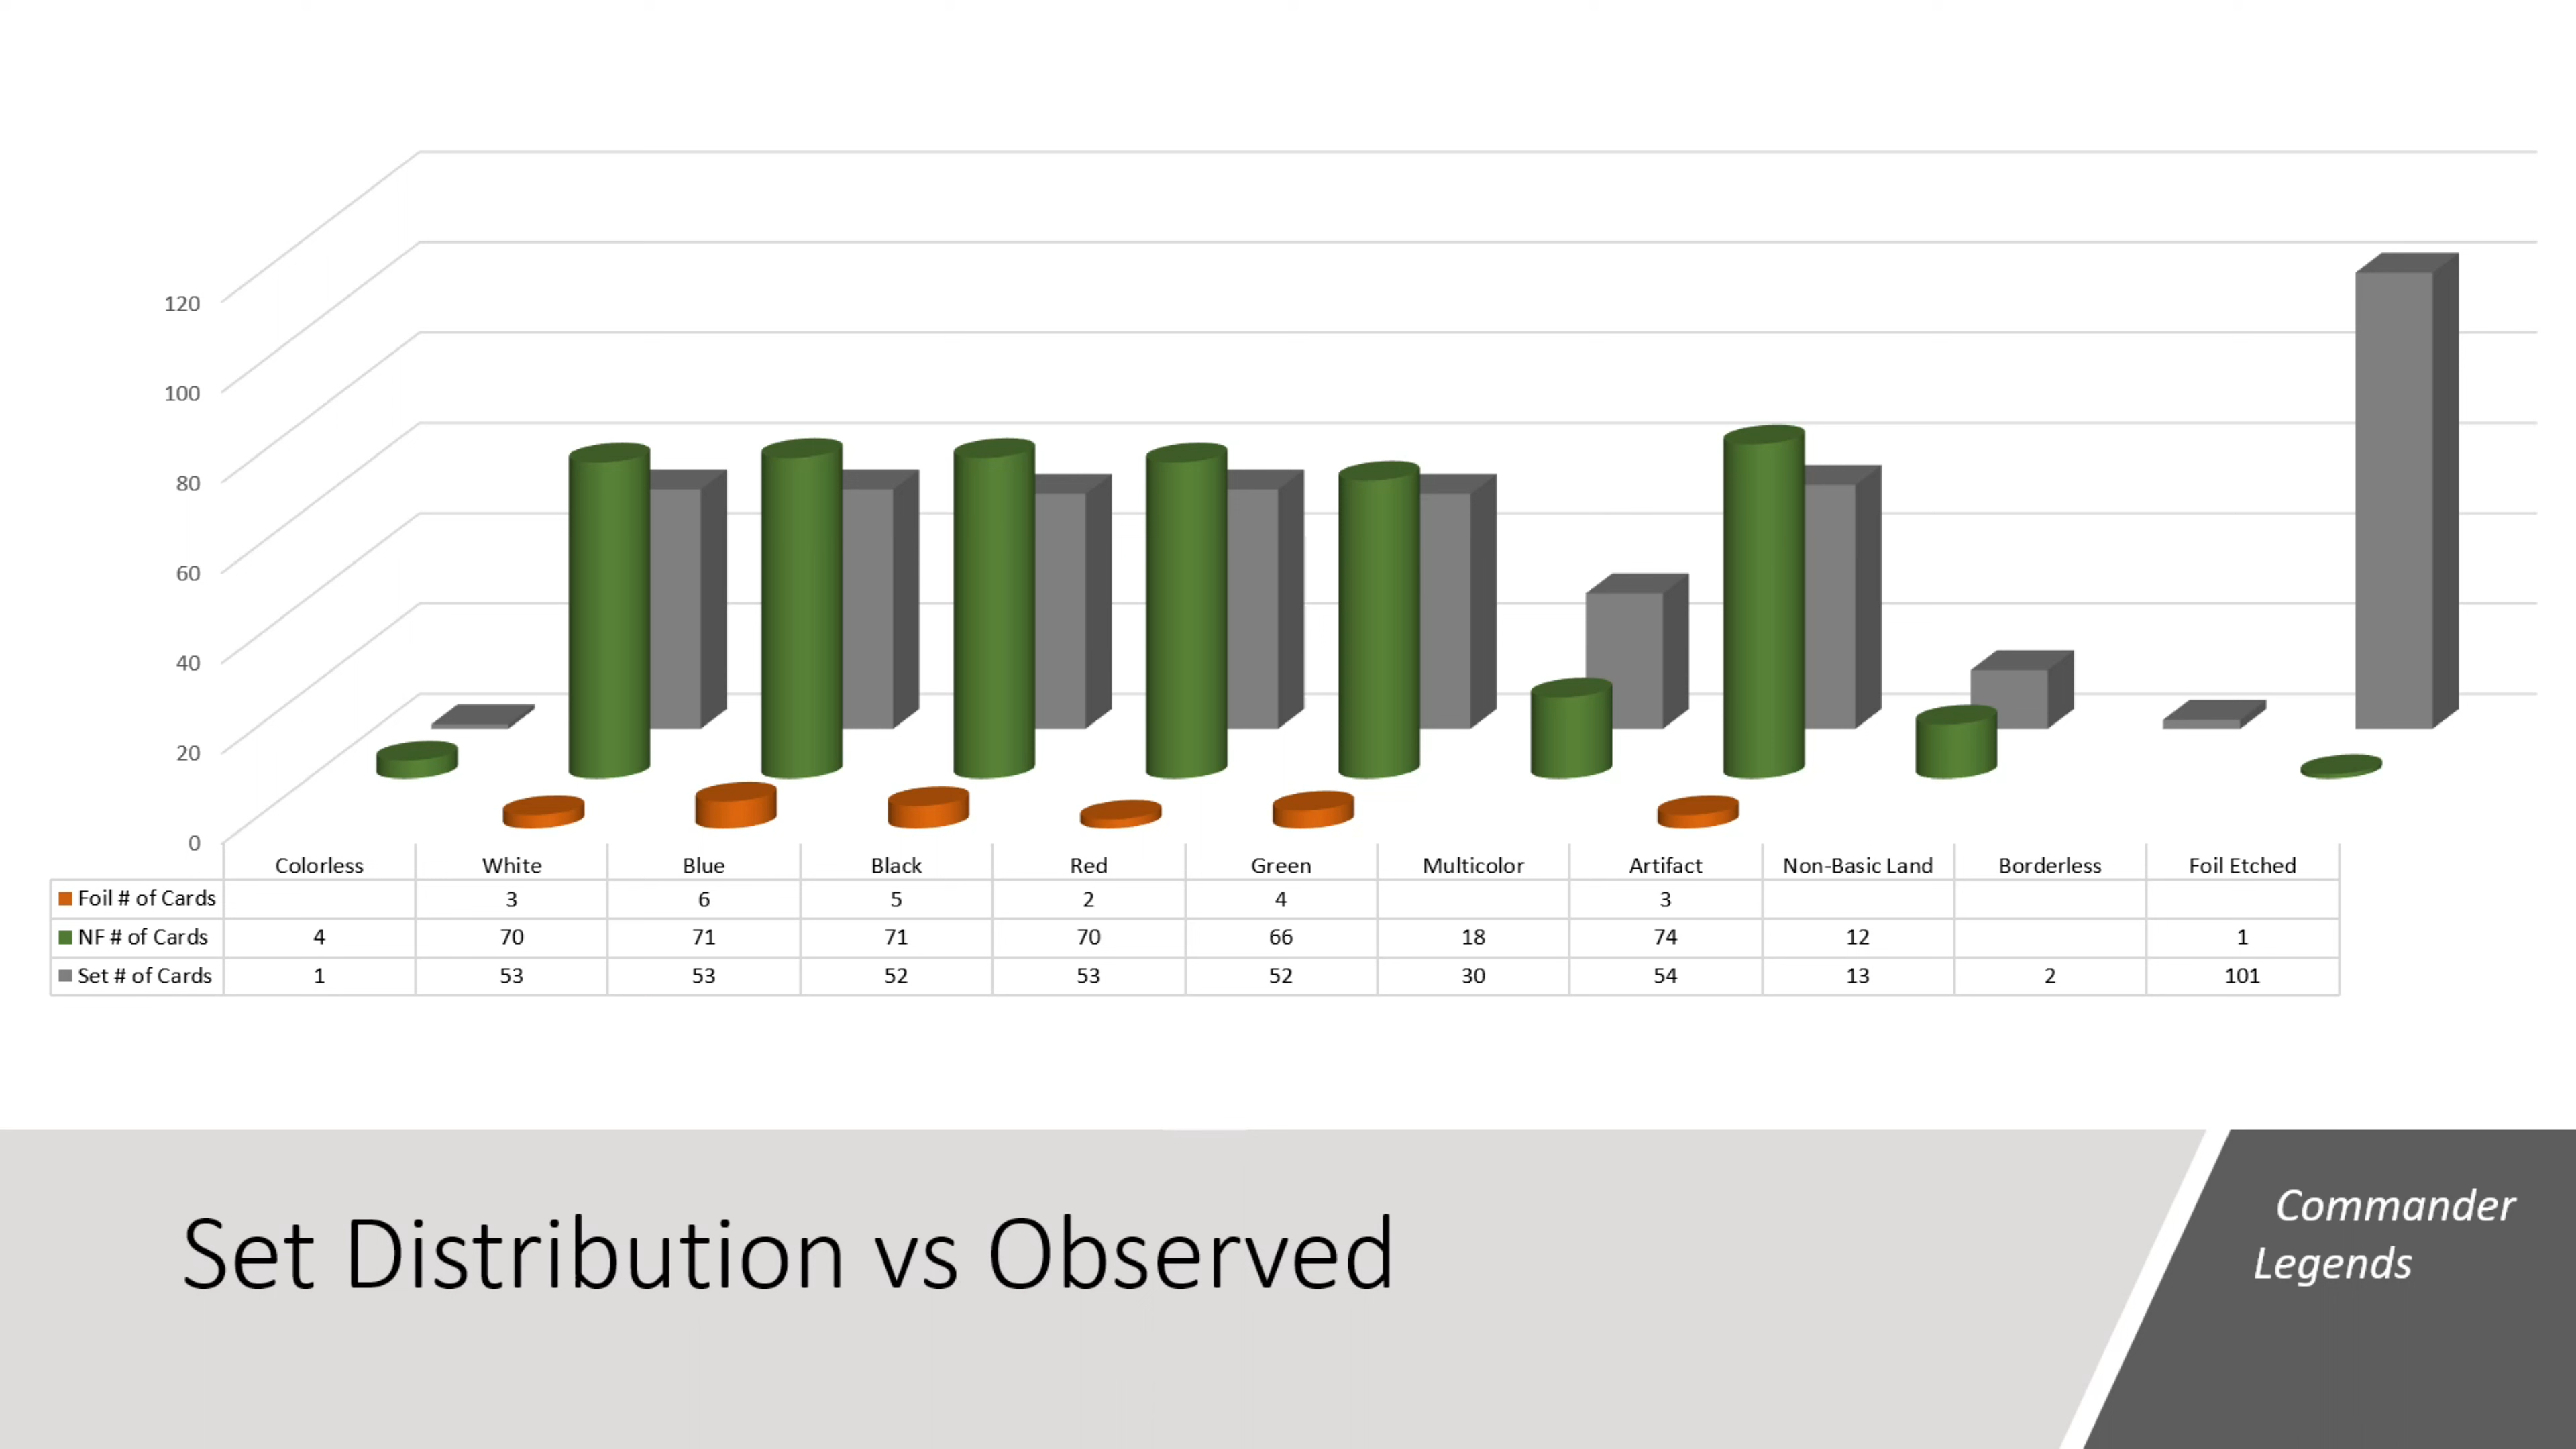 120
100
80
60
40
20
0
Colorless White Blue Black Red Green Multicolor Artifact Non-Basic Land Borderless Foil Etched
Foil # of Cards 3 6 5 2 4 3
NF # of Cards 4 70 71 71 70 66 18 74 12 1
Set # of Cards 1 53 53 52 53 52 30 54 13 2 101
Set Distribution vs Observed
Commander
Legends